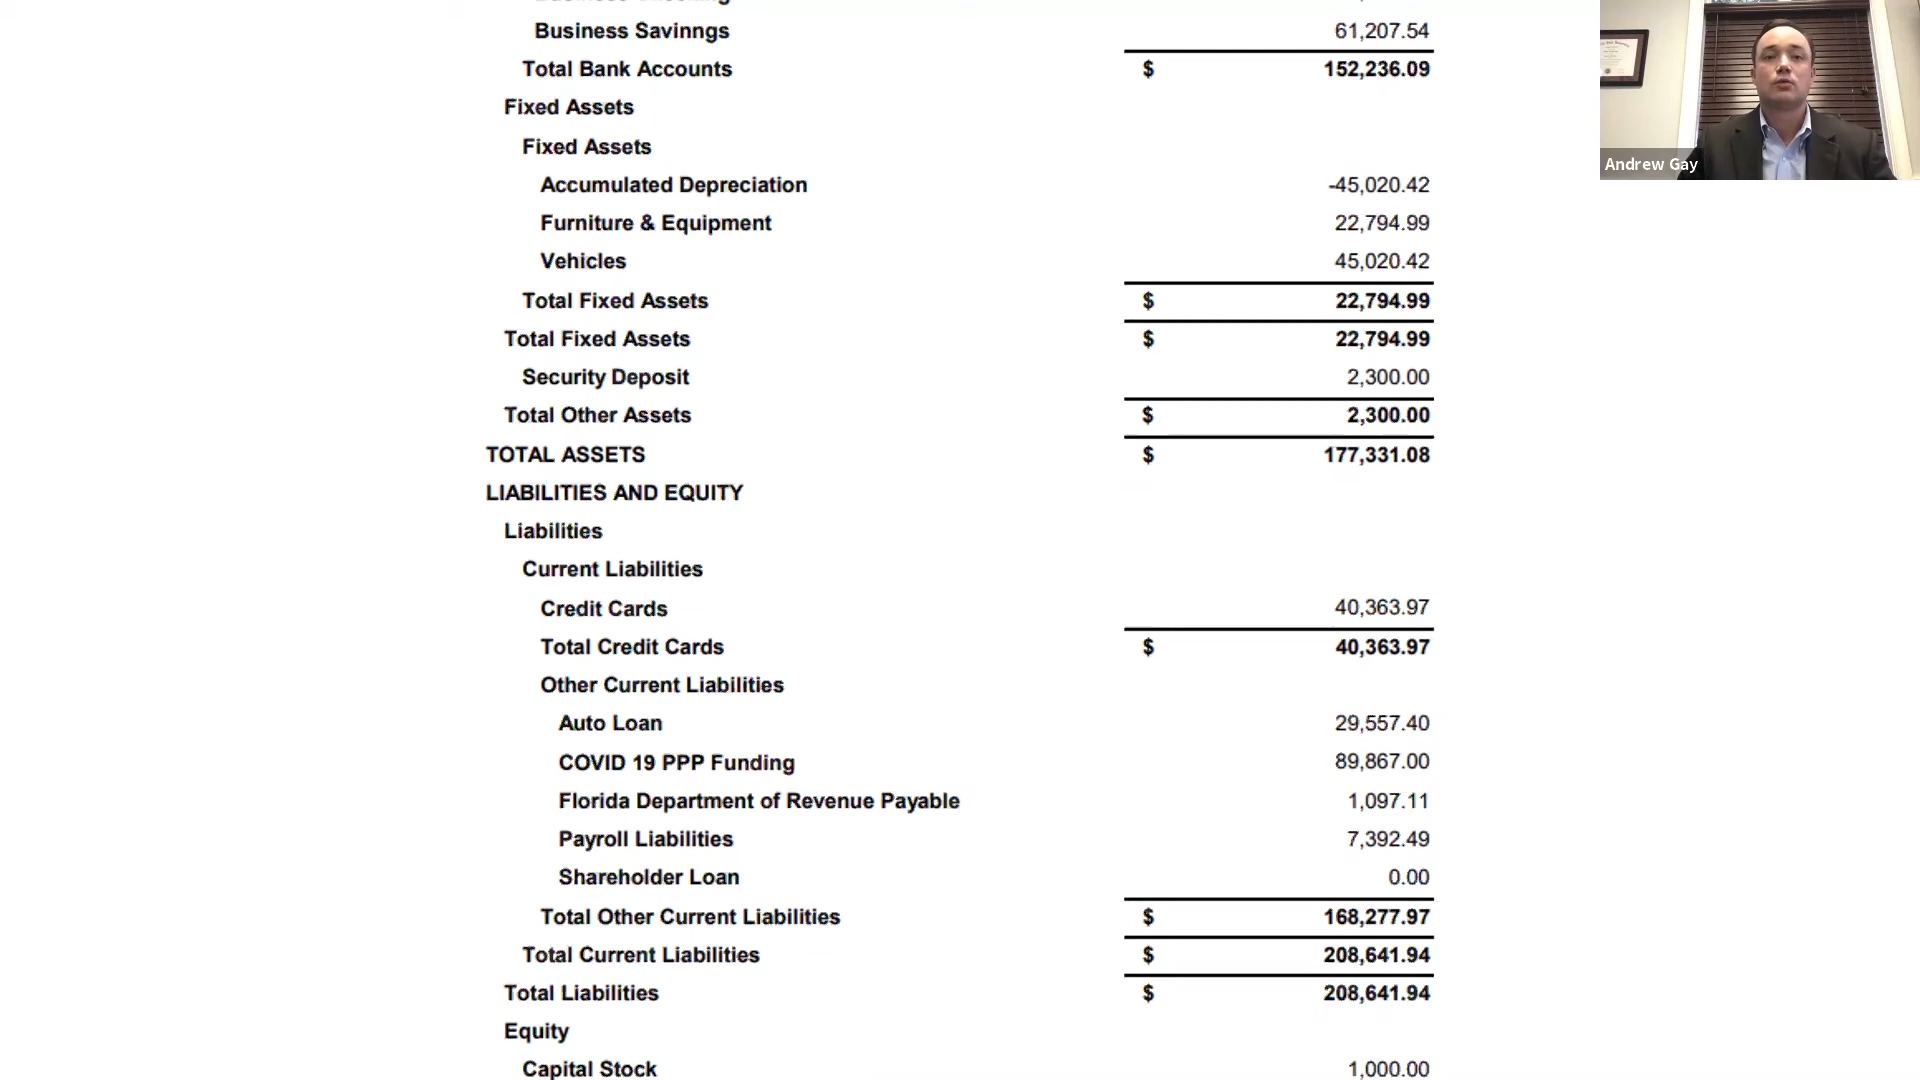 Business Savinngs 61,207.54
Total Bank Accounts $ 152,236.09
Fixed Assets
Fixed Assets
Accumulated Depreciation -45,020.42
Furniture & Equipment 22,794.99
Vehicles 45,020.42
Total Fixed Assets $ 22,794.99
Total Fixed Assets $ 22,794.99
Security Deposit 2,300.00
Total Other Assets $ 2,300.00
TOTAL ASSETS $ 177,331.08
LIABILITIES AND EQUITY
Liabilities
Current Liabilities
Credit Cards 40,363.97
Total Credit Cards $ 40,363.97
Other Current Liabilities
Auto Loan 29,557.40
COVID 19 PPP Funding 89,867.00
Florida Department of Revenue Payable 1,097.11
Payroll Liabilities 7,392.49
Shareholder Loan 0.00
Total Other Current Liabilities $ 168,277.97
Total Current Liabilities $ 208,641.94
Total Liabilities $ 208,641.94
Equity
Capital Stock 1,000.00
Andrew Gay